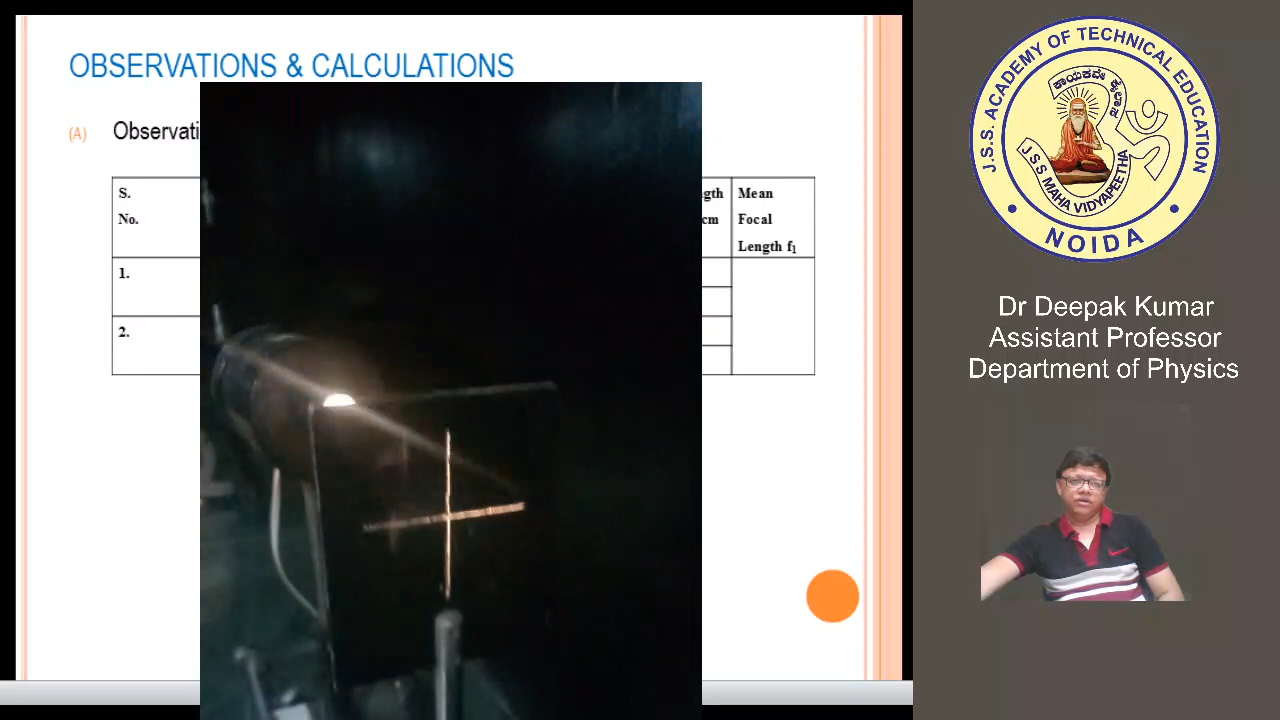 OBSERVATIONS & CALCULATIONS
(A) Observati
S. No.
gth cm
Mean Focal Length f₁
1.
2.
J.S.S. ACADEMY OF TECHNICAL EDUCATION
JSS MAHA VIDYAPEETHA
NOIDA
Dr Deepak Kumar
Assistant Professor
Department of Physics